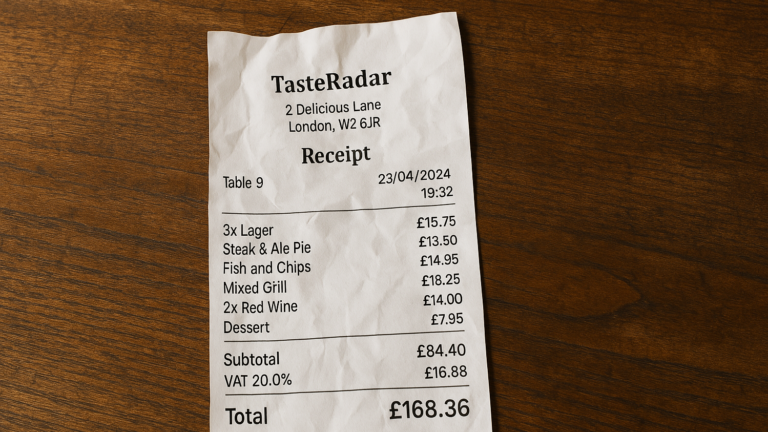 TasteRadar
2 Delicious Lane
London, W2 6JR
Receipt
Table 9 23/04/2024
19:32
3x Lager £15.75
Steak & Ale Pie £13.50
Fish and Chips £14.95
Mixed Grill £18.25
2x Red Wine £14.00
Dessert £7.95
Subtotal £84.40
VAT 20.0% £16.88
Total £168.36